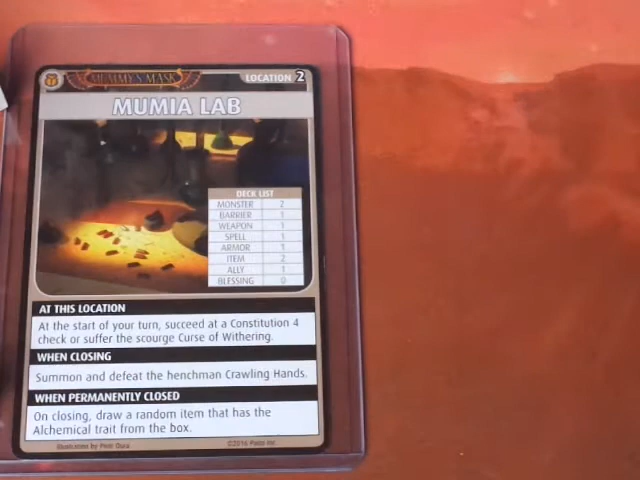 MUMMY'S MASK
LOCATION 2
MUMIA LAB
DECK LIST
MONSTER 2
BARRIER 1
WEAPON 1
SPELL 1
ARMOR 1
ITEM 2
ALLY 1
BLESSING 0
AT THIS LOCATION
At the start of your turn, succeed at a Constitution 4
check or suffer the scourge Curse of Withering.
WHEN CLOSING
Summon and defeat the henchman Crawling Hands.
WHEN PERMANENTLY CLOSED
On closing, draw a random item that has the
Alchemical trait from the box.
Illustration by Peter
©2016 Paizo Inc